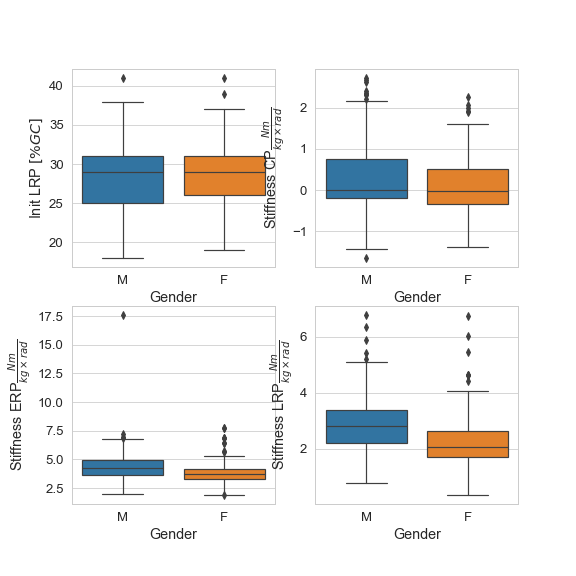 Init LRP [%GC]
40
35
30
25
20
M F
Gender
Stiffness CP Nm/kg × rad
2
1
0
−1
M F
Gender
Stiffness ERP Nm/kg × rad
17.5
15.0
12.5
10.0
7.5
5.0
2.5
M F
Gender
Stiffness LRP Nm/kg × rad
6
4
2
M F
Gender